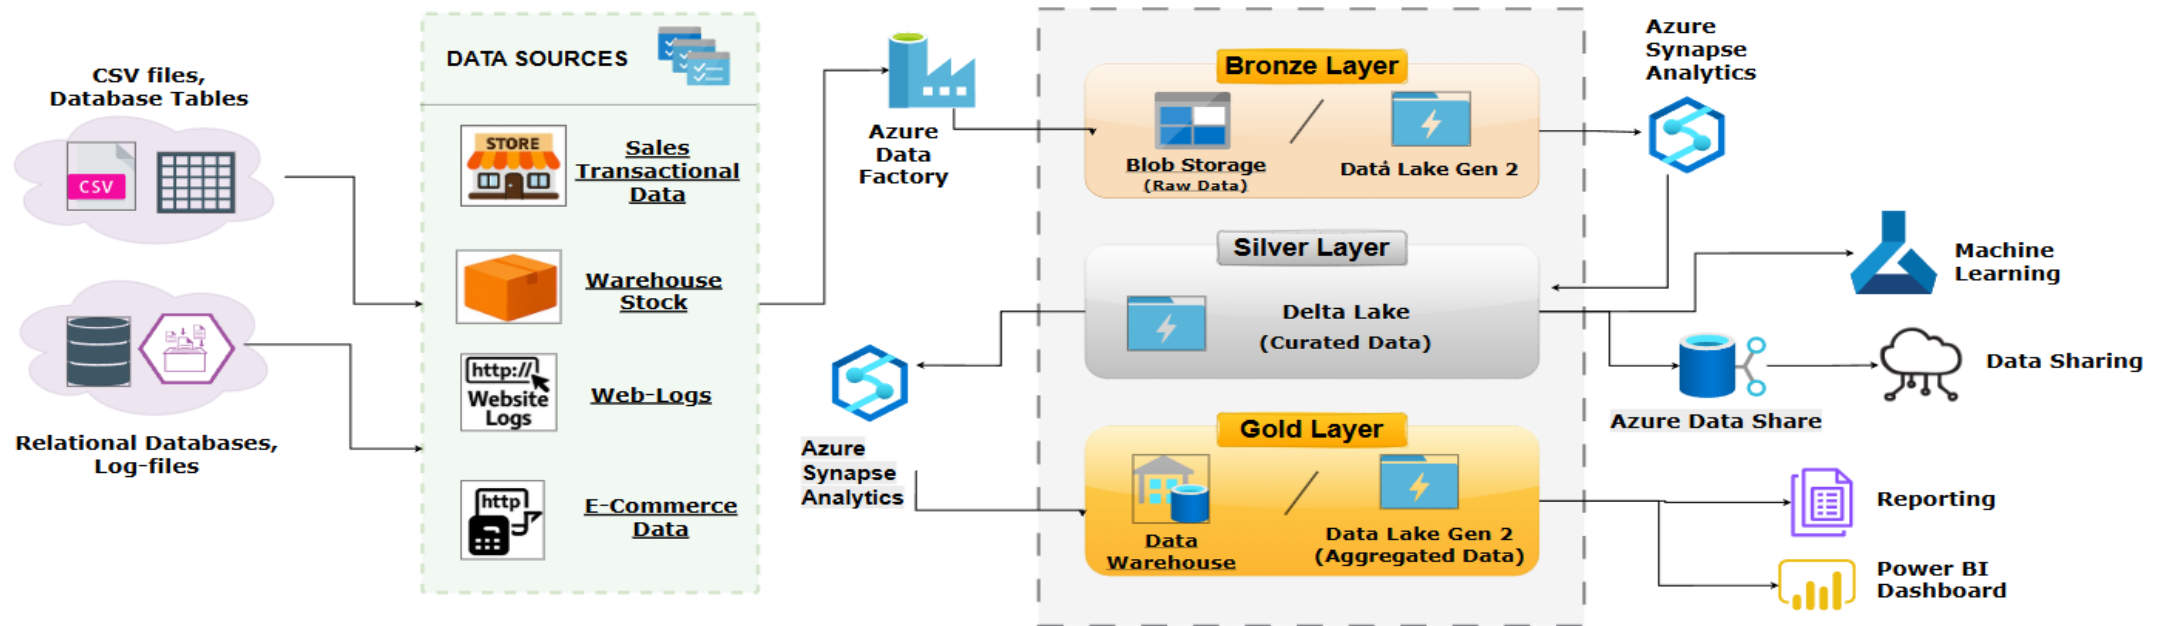 CSV files,
Database Tables
CSV
Relational Databases,
Log-files
DATA SOURCES
STORE
Sales
Transactional
Data
Warehouse
Stock
http://
Website
Logs
Web-Logs
http
E-Commerce
Data
Azure
Data
Factory
Bronze Layer
Blob Storage
(Raw Data)
/
Data Lake Gen 2
Azure
Synapse
Analytics
Silver Layer
Delta Lake
(Curated Data)
Azure
Synapse
Analytics
Gold Layer
Data
Warehouse
/
Data Lake Gen 2
(Aggregated Data)
Machine
Learning
Azure Data Share
Data Sharing
Reporting
Power BI
Dashboard